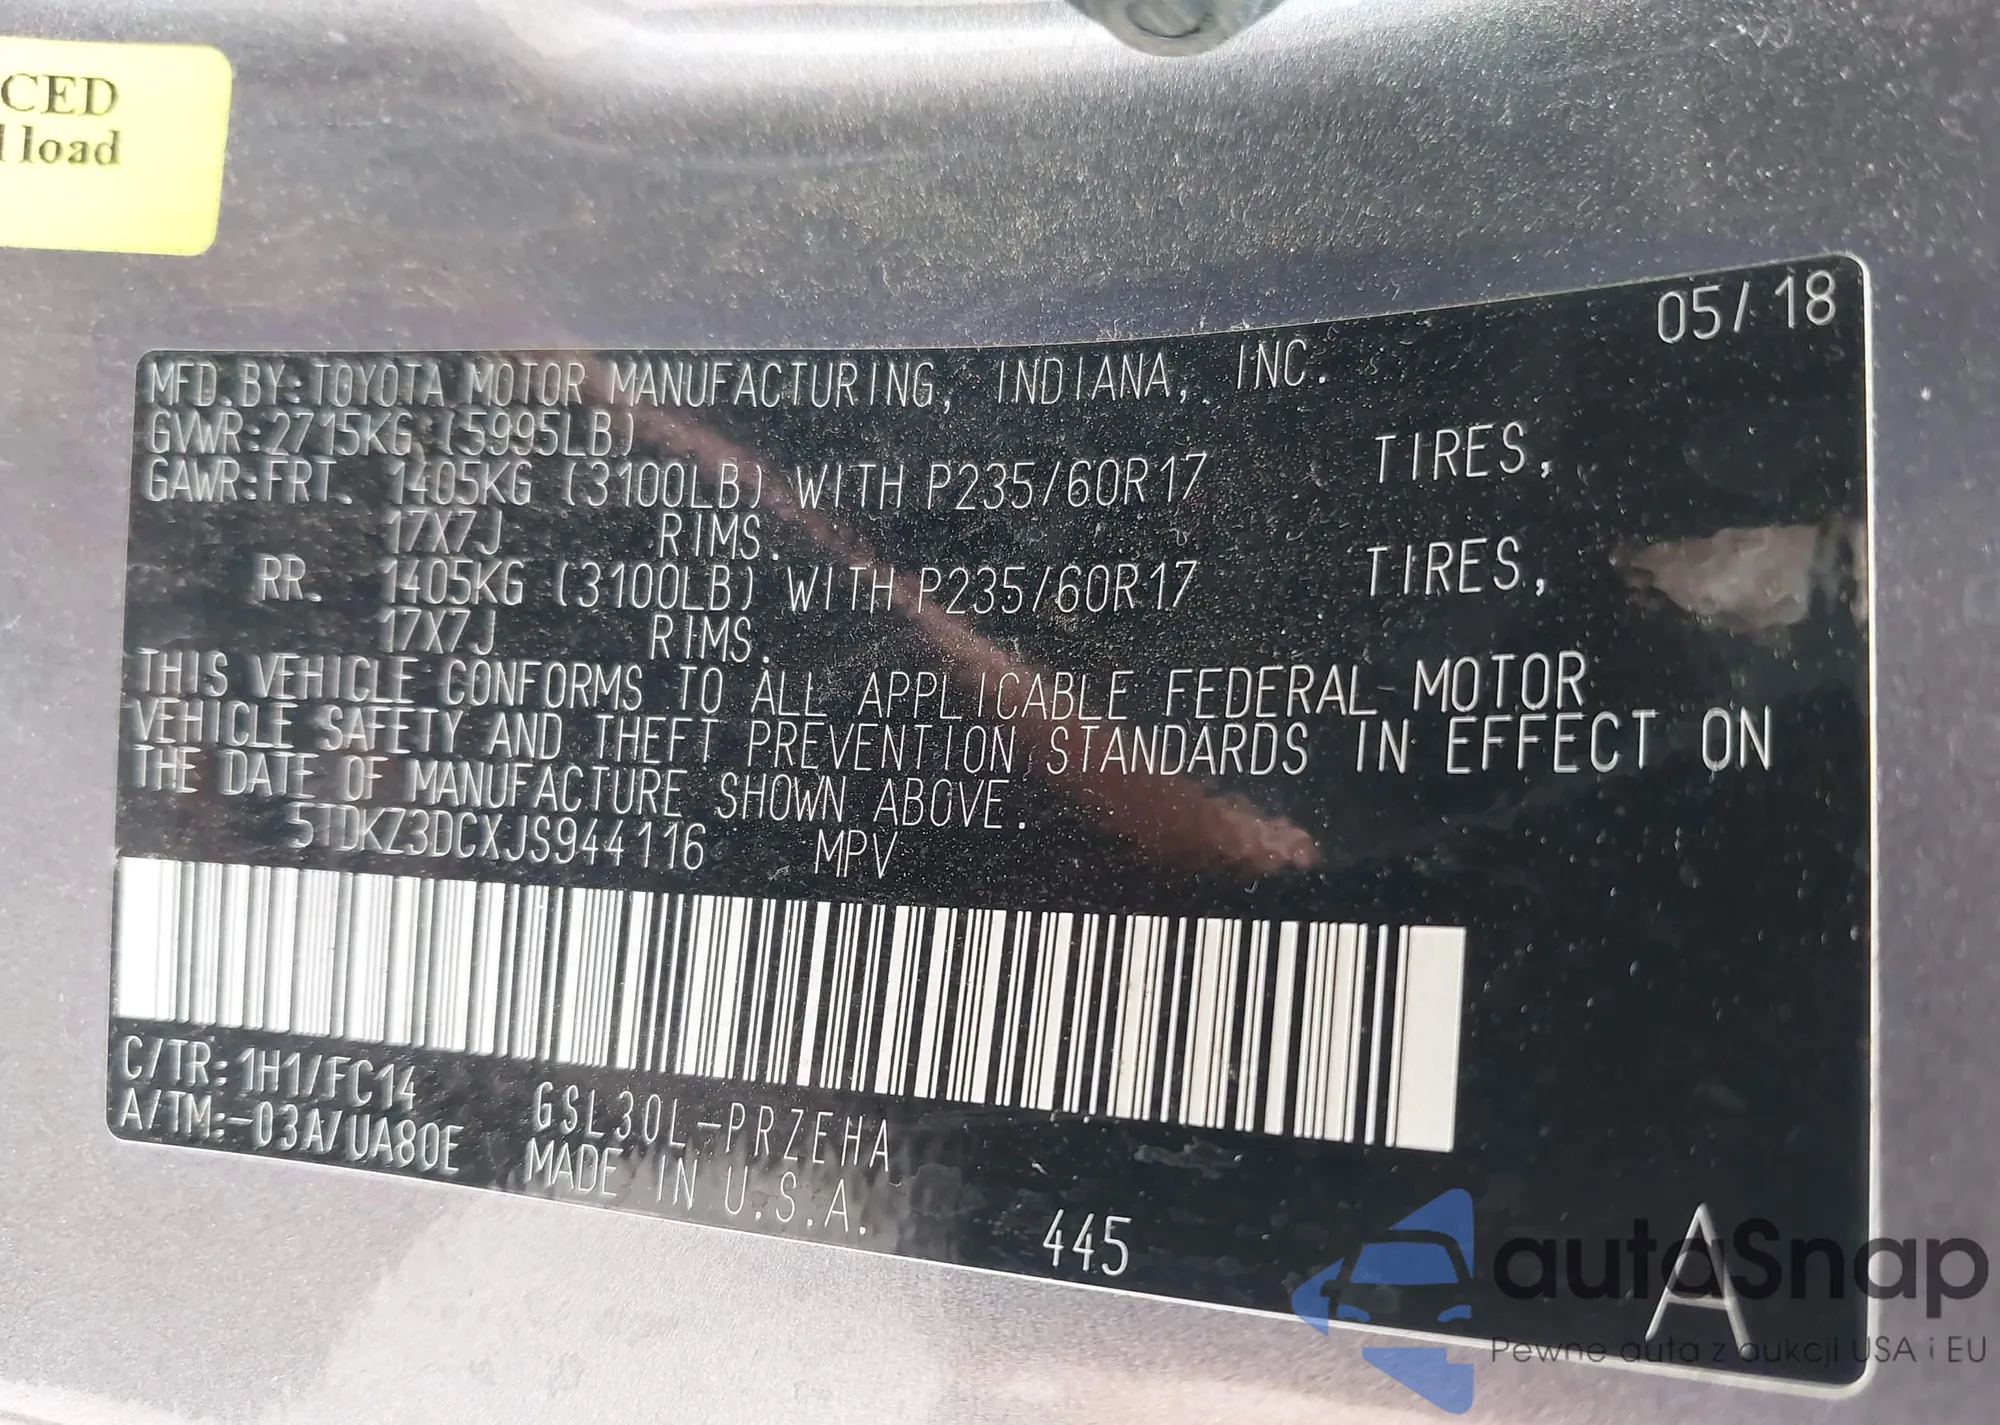 CED
load
05/18
MFD.BY:TOYOTA MOTOR MANUFACTURING, INDIANA, INC.
GVWR:2715KG (5995LB)
GAWR:FRT. 1405KG (3100LB) WITH P235/60R17 TIRES,
17X7J RIMS.
RR. 1405KG (3100LB) WITH P235/60R17 TIRES,
17X7J RIMS.
THIS VEHICLE CONFORMS TO ALL APPLICABLE FEDERAL MOTOR
VEHICLE SAFETY AND THEFT PREVENTION STANDARDS IN EFFECT ON
THE DATE OF MANUFACTURE SHOWN ABOVE.
5TDKZ3DCXJS944116 MPV
C/TR:1H1/FC14 GSL30L-PRZEHA
A/TM:-03A/UA80E MADE IN U.S.A.
445
A
autoSnap
Pewne auta z aukcji USA i EU